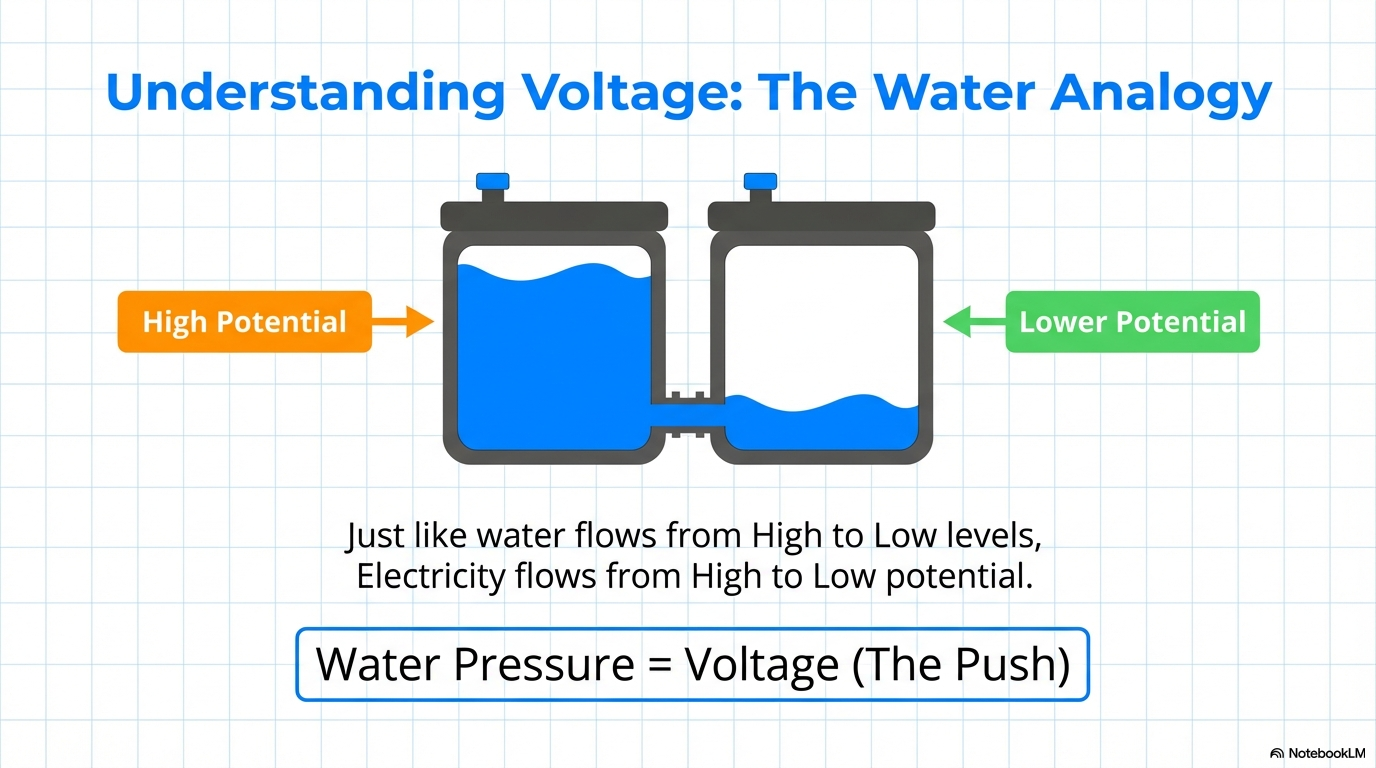 Understanding Voltage: The Water Analogy
High Potential
Lower Potential
Just like water flows from High to Low levels,
Electricity flows from High to Low potential.
Water Pressure = Voltage (The Push)
NotebookLM